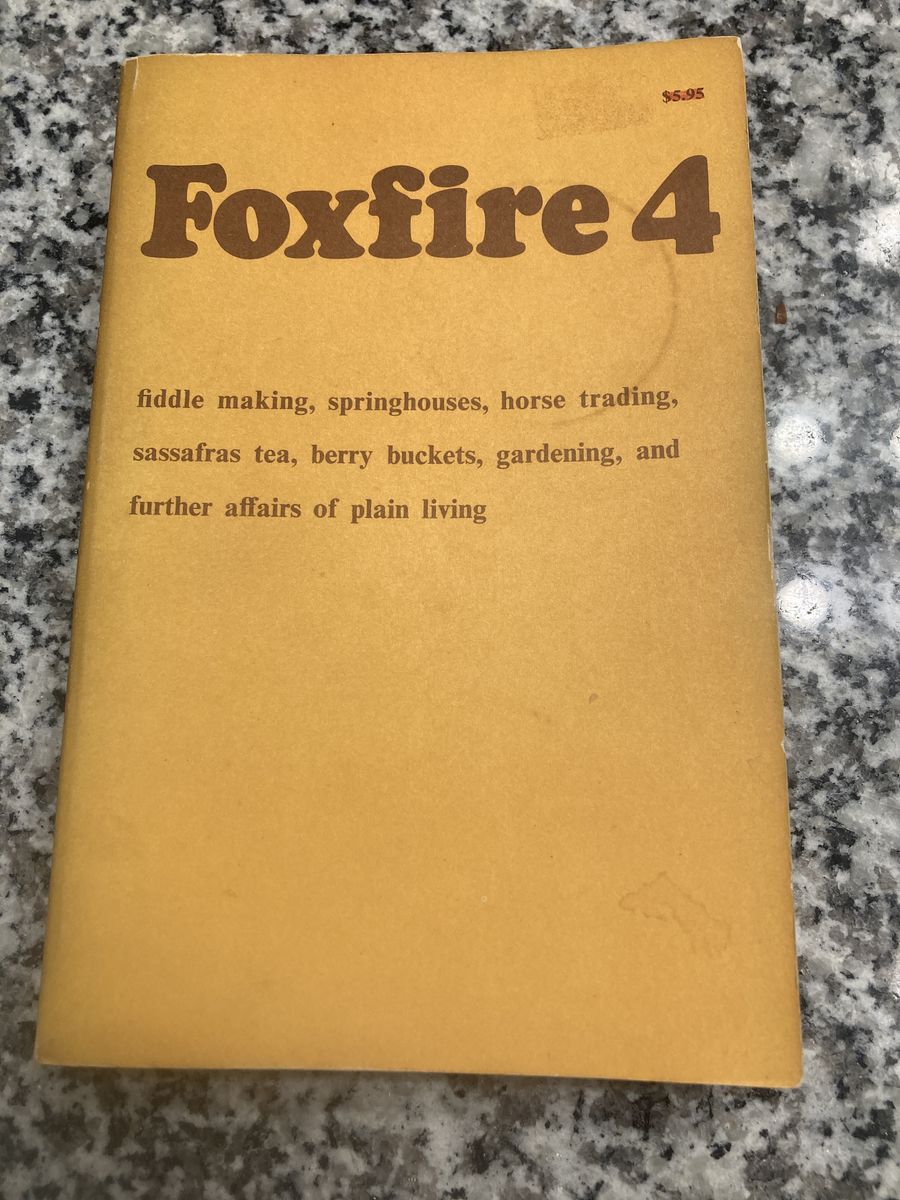 $5.95
Foxfire 4
fiddle making, springhouses, horse trading,
sassafras tea, berry buckets, gardening, and
further affairs of plain living